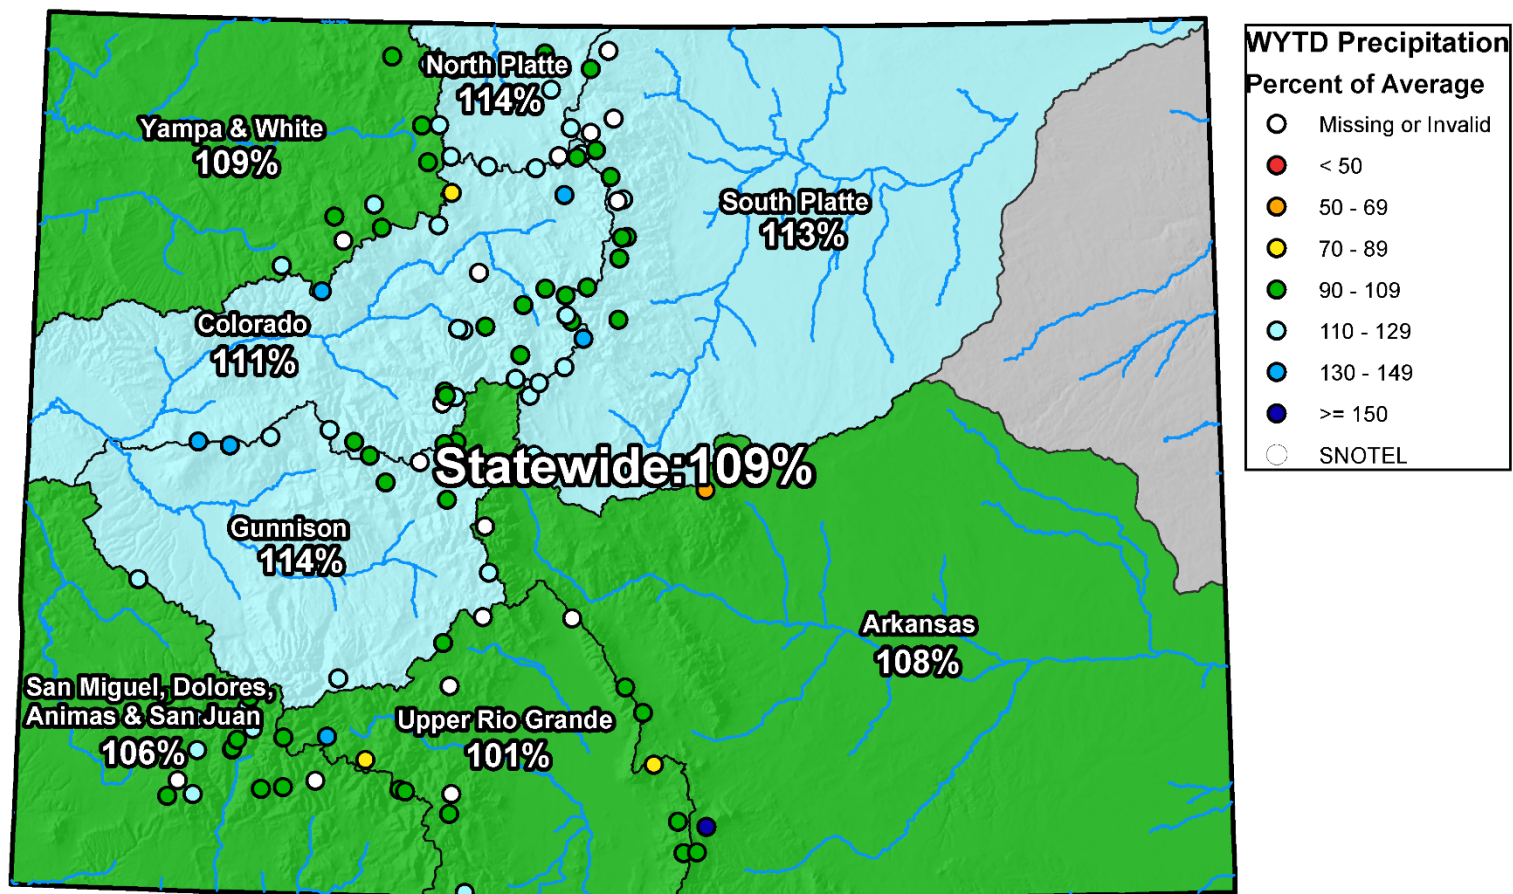 North Platte
114%
Yampa & White
109%
South Platte
113%
Colorado
111%
Statewide:109%
Gunnison
114%
Arkansas
108%
San Miguel, Dolores,
Animas & San Juan
106%
Upper Rio Grande
101%
WYTD Precipitation
Percent of Average
Missing or Invalid
< 50
50 - 69
70 - 89
90 - 109
110 - 129
130 - 149
>= 150
SNOTEL